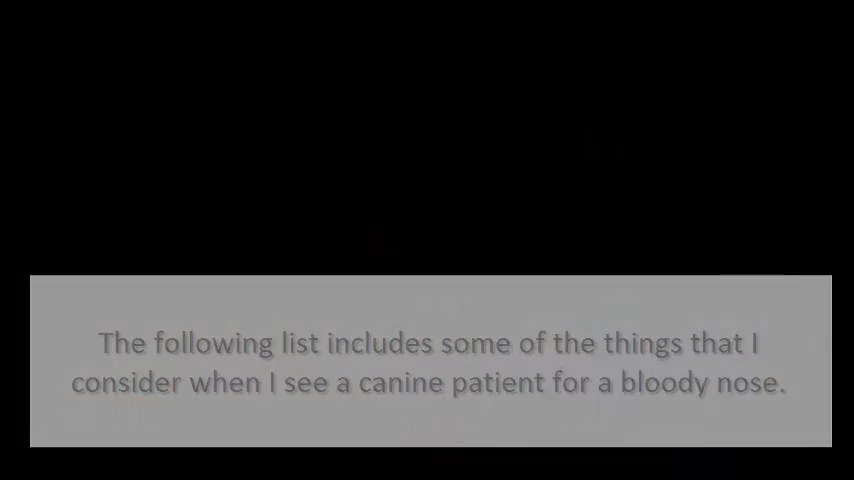 The following list includes some of the things that I
consider when I see a canine patient for a bloody nose.